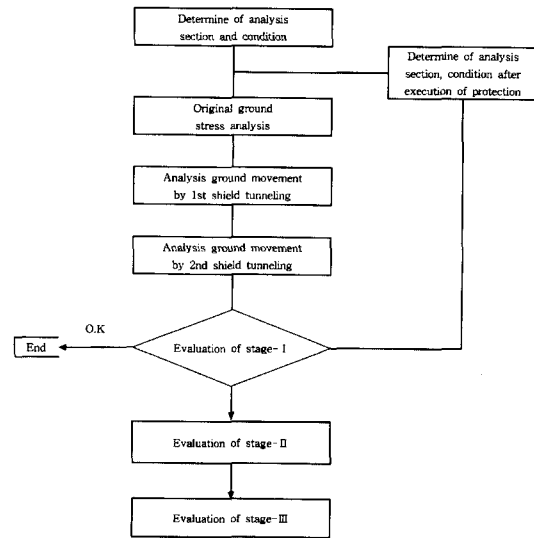 Determine of analysis
section and condition
Determine of analysis
section, condition after
execution of protection
Original ground
stress analysis
Analysis ground movement
by 1st shield tunneling
Analysis ground movement
by 2nd shield tunneling
O.K
End
Evaluation of stage-Ⅰ
Evaluation of stage-Ⅱ
Evaluation of stage-Ⅲ